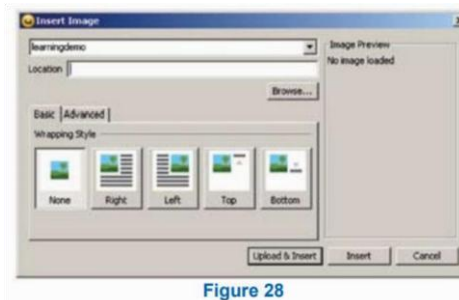 Insert Image
learningdemo
Image Preview
No image loaded
Location
Browse...
Basic Advanced
Wrapping Style
None Right Left Top Bottom
Upload & Insert Insert Cancel
Figure 28